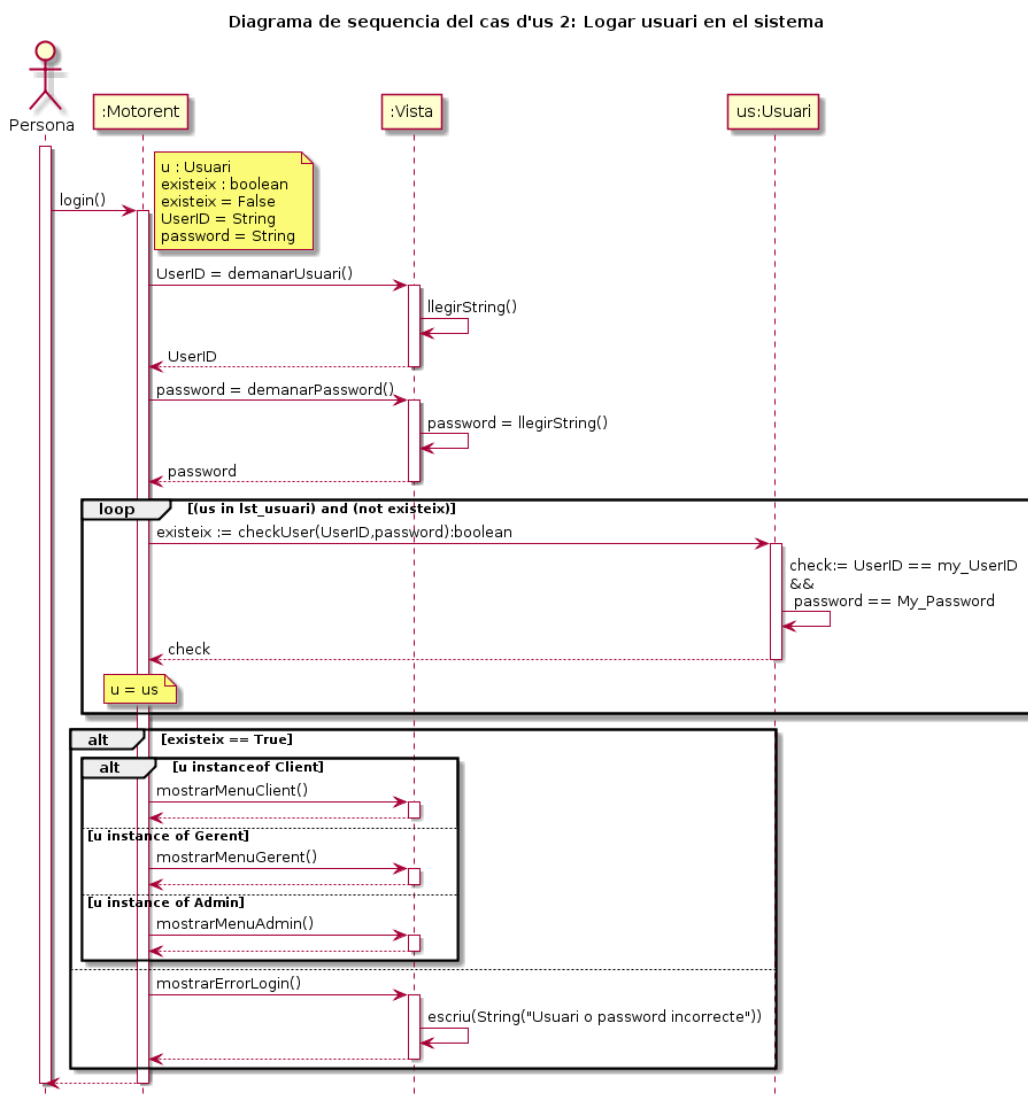 Diagrama de sequencia del cas d'us 2: Logar usuari en el sistema
Persona
:Motorent
:Vista
us:Usuari
u : Usuari
existeix : boolean
existeix = False
UserID = String
password = String
login()
UserID = demanarUsuari()
llegirString()
UserID
password = demanarPassword()
password = llegirString()
password
loop [(us in lst_usuari) and (not existeix)]
existeix := checkUser(UserID,password):boolean
check:= UserID == my_UserID
&&
password == My_Password
check
u = us
alt [existeix == True]
alt [u instanceof Client]
mostrarMenuClient()
[u instance of Gerent]
mostrarMenuGerent()
[u instance of Admin]
mostrarMenuAdmin()
mostrarErrorLogin()
escriu(String("Usuari o password incorrecte"))